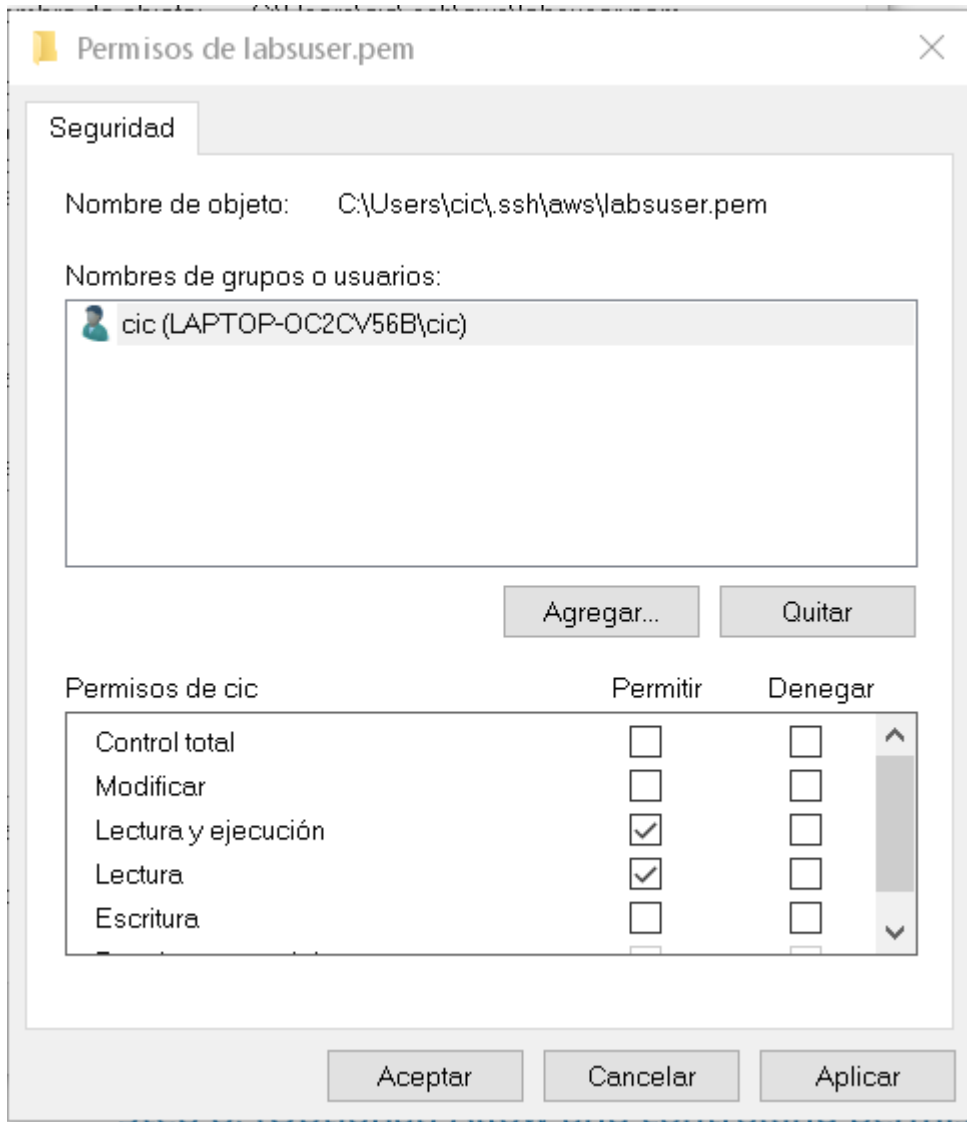 Permisos de labsuser.pem
Seguridad
Nombre de objeto: C:\Users\cic\.ssh\aws\labsuser.pem
Nombres de grupos o usuarios:
cic (LAPTOP-OC2CV56B\cic)
Agregar... Quitar
Permisos de cic Permitir Denegar
Control total
Modificar
Lectura y ejecución
Lectura
Escritura
Aceptar Cancelar Aplicar